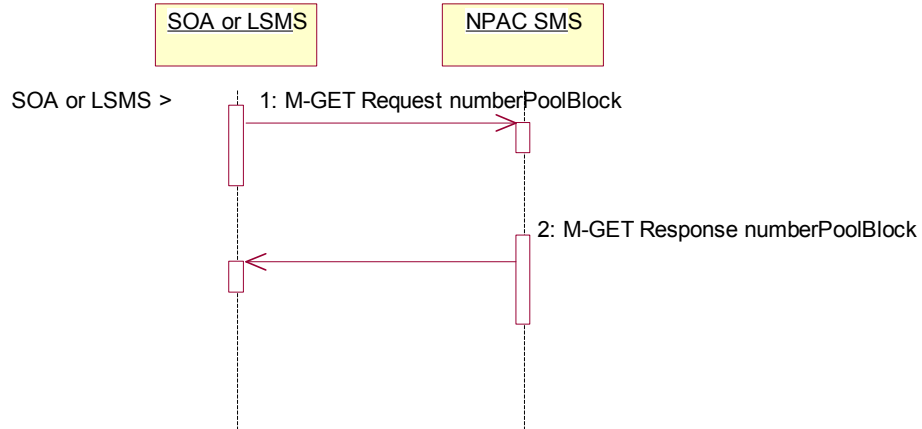 SOA or LSMS
NPAC SMS
SOA or LSMS >
1: M-GET Request numberPoolBlock
2: M-GET Response numberPoolBlock